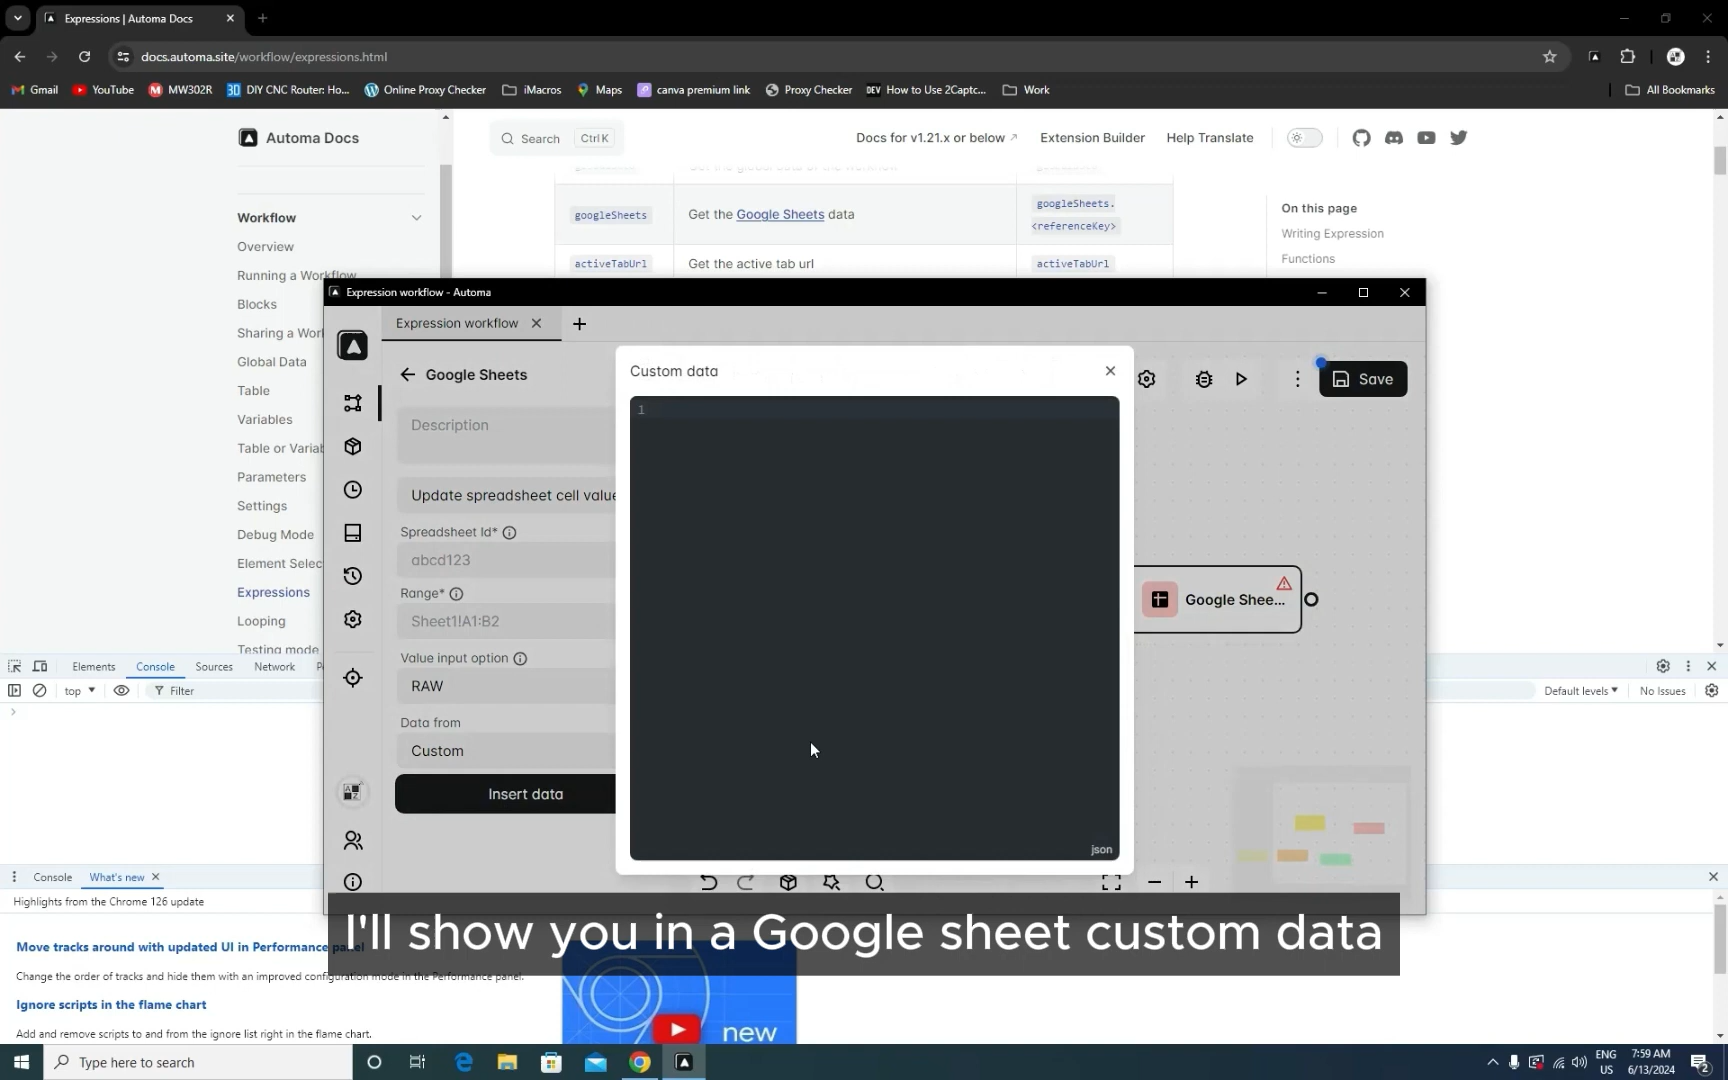 Expressions | Automa Docs
docs.automa.site/workflow/expressions.html
Gmail
YouTube
MW302R
DIY CNC Router: Ho...
Online Proxy Checker
iMacros
Maps
canva premium link
Proxy Checker
DEV How to Use 2Captc...
Work
All Bookmarks
Automa Docs
Search Ctrl K
Docs for v1.21.x or below
Extension Builder
Help Translate
Workflow
Overview
Running a Workflow
Blocks
Sharing a Wor
Global Data
Table
Variables
Table or Variab
Parameters
Settings
Debug Mode
Element Selec
Expressions
Looping
Testing mode
googleSheets
Get the Google Sheets data
googleSheets.
<referenceKey>
activeTabUrl
Get the active tab url
activeTabUrl
On this page
Writing Expression
Functions
Expression workflow - Automa
Expression workflow
Google Sheets
Description
Update spreadsheet cell value
Spreadsheet Id*
abcd123
Range*
Sheet1!A1:B2
Value input option
RAW
Data from
Custom
Insert data
Custom data
1
json
Save
Google Shee...
Elements
Console
Sources
Network
top
Filter
Default levels
No Issues
Console
What's new
Highlights from the Chrome 126 update
Move tracks around with updated UI in Performance panel
Change the order of tracks and hide them with an improved configuration mode in the Performance panel.
Ignore scripts in the flame chart
Add and remove scripts to and from the ignore list right in the flame chart.
new
I'll show you in a Google sheet custom data
Type here to search
ENG
US
7:59 AM
6/13/2024
2